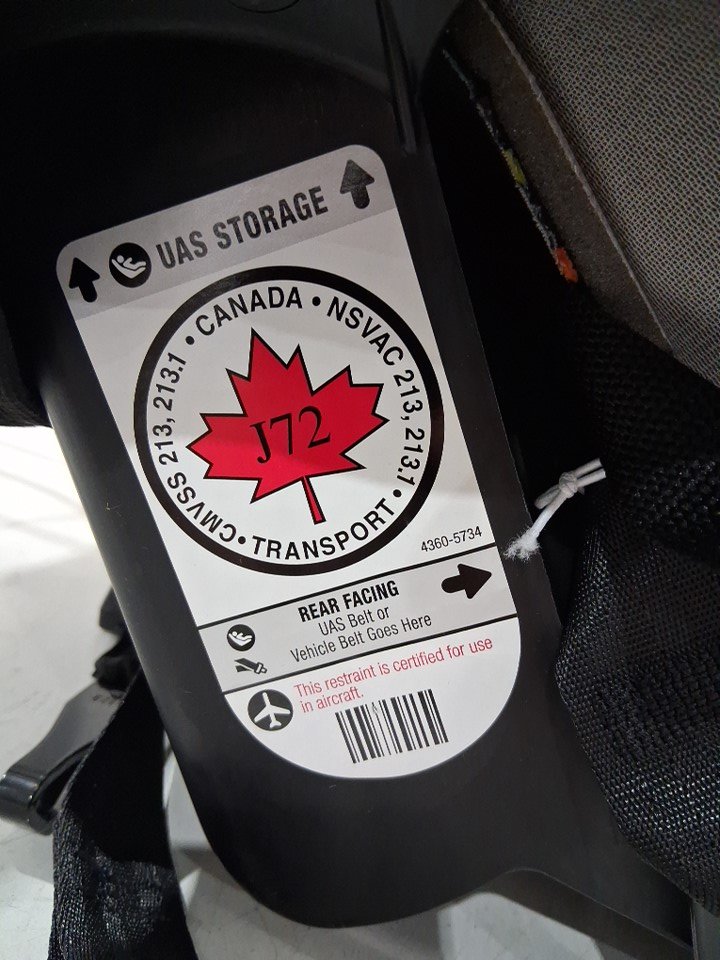 UAS STORAGE
CMVSS 213, 213.1 • CANADA • NSVAC 213, 213.1 •
J72
TRANSPORT •
4360-5734
REAR FACING
UAS Belt or
Vehicle Belt Goes Here
This restraint is certified for use
in aircraft.